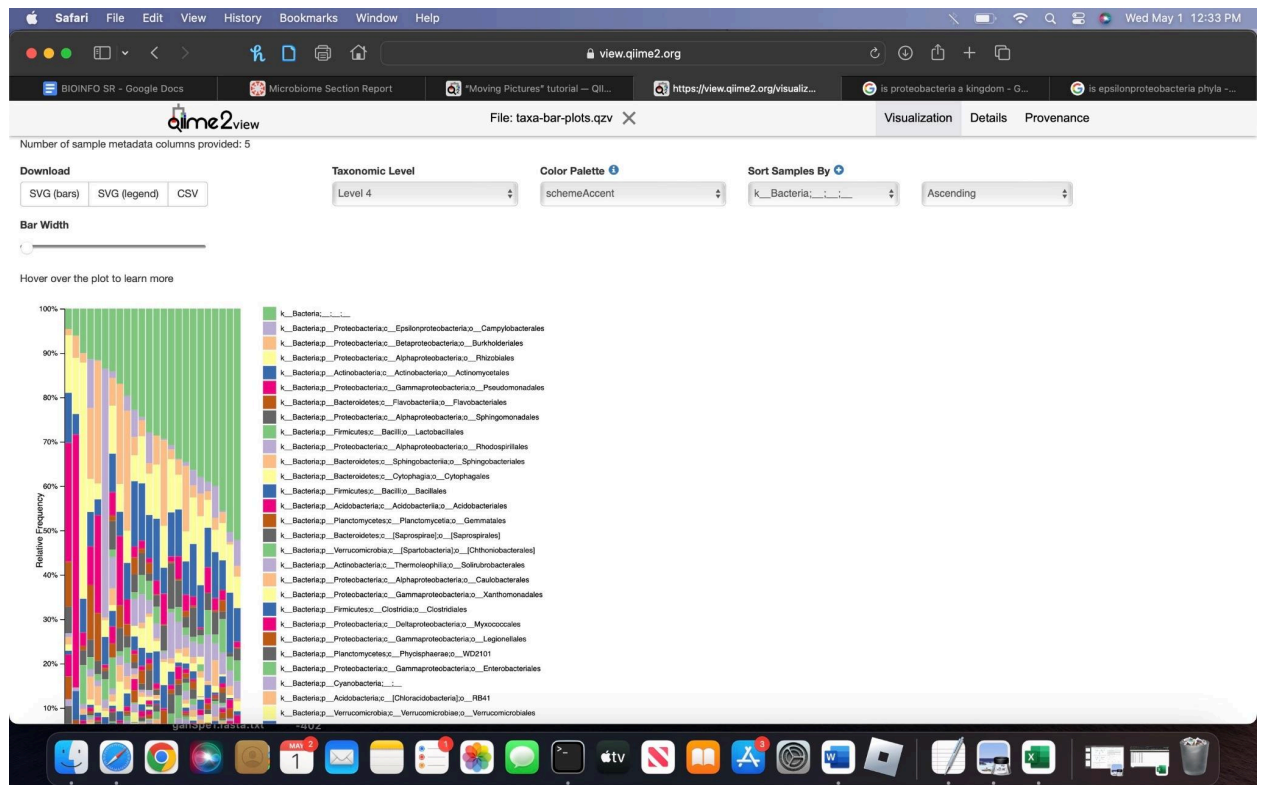 Safari File Edit View History Bookmarks Window Help Wed May 1 12:33 PM
view.qiime2.org
BIOINFO SR - Google Docs Microbiome Section Report "Moving Pictures" tutorial — QII... https://view.qiime2.org/visualiz... is proteobacteria a kingdom - G... is epsilonproteobacteria phyla -...
qiime2view File: taxa-bar-plots.qzv Visualization Details Provenance
Number of sample metadata columns provided: 5
Download Taxonomic Level Color Palette Sort Samples By
SVG (bars) SVG (legend) CSV Level 4 schemeAccent k__Bacteria;__;__;__ Ascending
Bar Width
Hover over the plot to learn more
Relative Frequency
100%
90%
80%
70%
60%
50%
40%
30%
20%
10%
k__Bacteria;__;__;__
k__Bacteria;p__Proteobacteria;c__Epsilonproteobacteria;o__Campylobacterales
k__Bacteria;p__Proteobacteria;c__Betaproteobacteria;o__Burkholderiales
k__Bacteria;p__Proteobacteria;c__Alphaproteobacteria;o__Rhizobiales
k__Bacteria;p__Actinobacteria;c__Actinobacteria;o__Actinomycetales
k__Bacteria;p__Proteobacteria;c__Gammaproteobacteria;o__Pseudomonadales
k__Bacteria;p__Bacteroidetes;c__Flavobacteriia;o__Flavobacteriales
k__Bacteria;p__Proteobacteria;c__Alphaproteobacteria;o__Sphingomonadales
k__Bacteria;p__Firmicutes;c__Bacilli;o__Lactobacillales
k__Bacteria;p__Proteobacteria;c__Alphaproteobacteria;o__Rhodospirillales
k__Bacteria;p__Bacteroidetes;c__Sphingobacteriia;o__Sphingobacteriales
k__Bacteria;p__Bacteroidetes;c__Cytophagia;o__Cytophagales
k__Bacteria;p__Firmicutes;c__Bacilli;o__Bacillales
k__Bacteria;p__Acidobacteria;c__Acidobacteriia;o__Acidobacteriales
k__Bacteria;p__Planctomycetes;c__Planctomycetia;o__Gemmatales
k__Bacteria;p__Bacteroidetes;c__[Saprospirae];o__[Saprospirales]
k__Bacteria;p__Verrucomicrobia;c__[Spartobacteria];o__[Chthoniobacterales]
k__Bacteria;p__Actinobacteria;c__Thermoleophilia;o__Solirubrobacterales
k__Bacteria;p__Proteobacteria;c__Alphaproteobacteria;o__Caulobacterales
k__Bacteria;p__Proteobacteria;c__Gammaproteobacteria;o__Xanthomonadales
k__Bacteria;p__Firmicutes;c__Clostridia;o__Clostridiales
k__Bacteria;p__Proteobacteria;c__Deltaproteobacteria;o__Myxococcales
k__Bacteria;p__Proteobacteria;c__Gammaproteobacteria;o__Legionellales
k__Bacteria;p__Planctomycetes;c__Phycisphaerae;o__WD2101
k__Bacteria;p__Proteobacteria;c__Gammaproteobacteria;o__Enterobacteriales
k__Bacteria;p__Cyanobacteria;__;__
k__Bacteria;p__Acidobacteria;c__[Chloracidobacteria];o__RB41
k__Bacteria;p__Verrucomicrobia;c__Verrucomicrobiae;o__Verrucomicrobiales
-402
MAY 2 1 1 tv 3